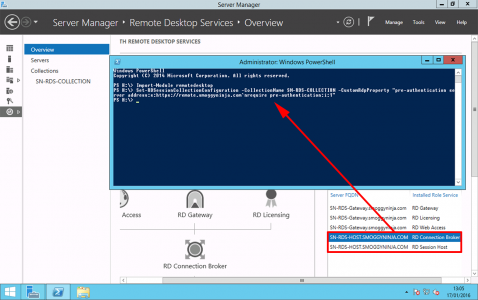 Server Manager
Server Manager ▸ Remote Desktop Services ▸ Overview
Manage Tools View Help
Overview
Servers
Collections
SN-RDS-COLLECTION
TH REMOTE DESKTOP SERVICES
Administrator: Windows PowerShell
Windows PowerShell
Copyright (C) 2014 Microsoft Corporation. All rights reserved.
PS H:\> Import-Module remotedesktop
PS H:\> Set-RDSessionCollectionConfiguration -CollectionName SN-RDS-COLLECTION -CustomRdpProperty "pre-authentication se
rver address:s:https://remote.smoggyninja.com`nrequire pre-authentication:i:1"
PS H:\> _
Access
RD Gateway
RD Licensing
RD Connection Broker
Server FQDN Installed Role Service
SN-RDS-Gateway.smoggyninja.com RD Gateway
SN-RDS-Gateway.smoggyninja.com RD Licensing
SN-RDS-Gateway.smoggyninja.com RD Web Access
SN-RDS-HOST.SMOGGYNINJA.COM RD Connection Broker
SN-RDS-HOST.SMOGGYNINJA.COM RD Session Host
13:05
17/01/2016